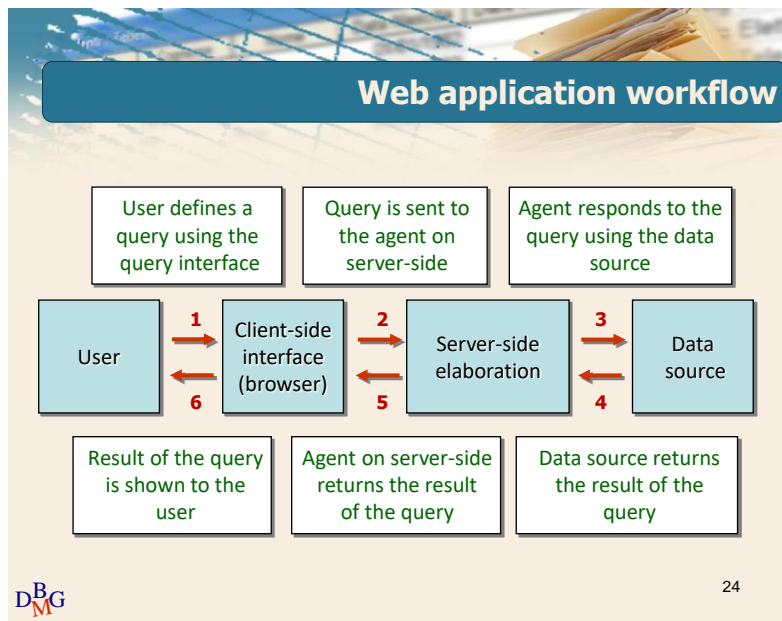 Web application workflow
User defines a
query using the
query interface
Query is sent to
the agent on
server-side
Agent responds to the
query using the data
source
User
1
6
Client-side
interface
(browser)
2
5
Server-side
elaboration
3
4
Data
source
Result of the query
is shown to the
user
Agent on server-side
returns the result
of the query
Data source returns
the result of the
query
DBMG
24